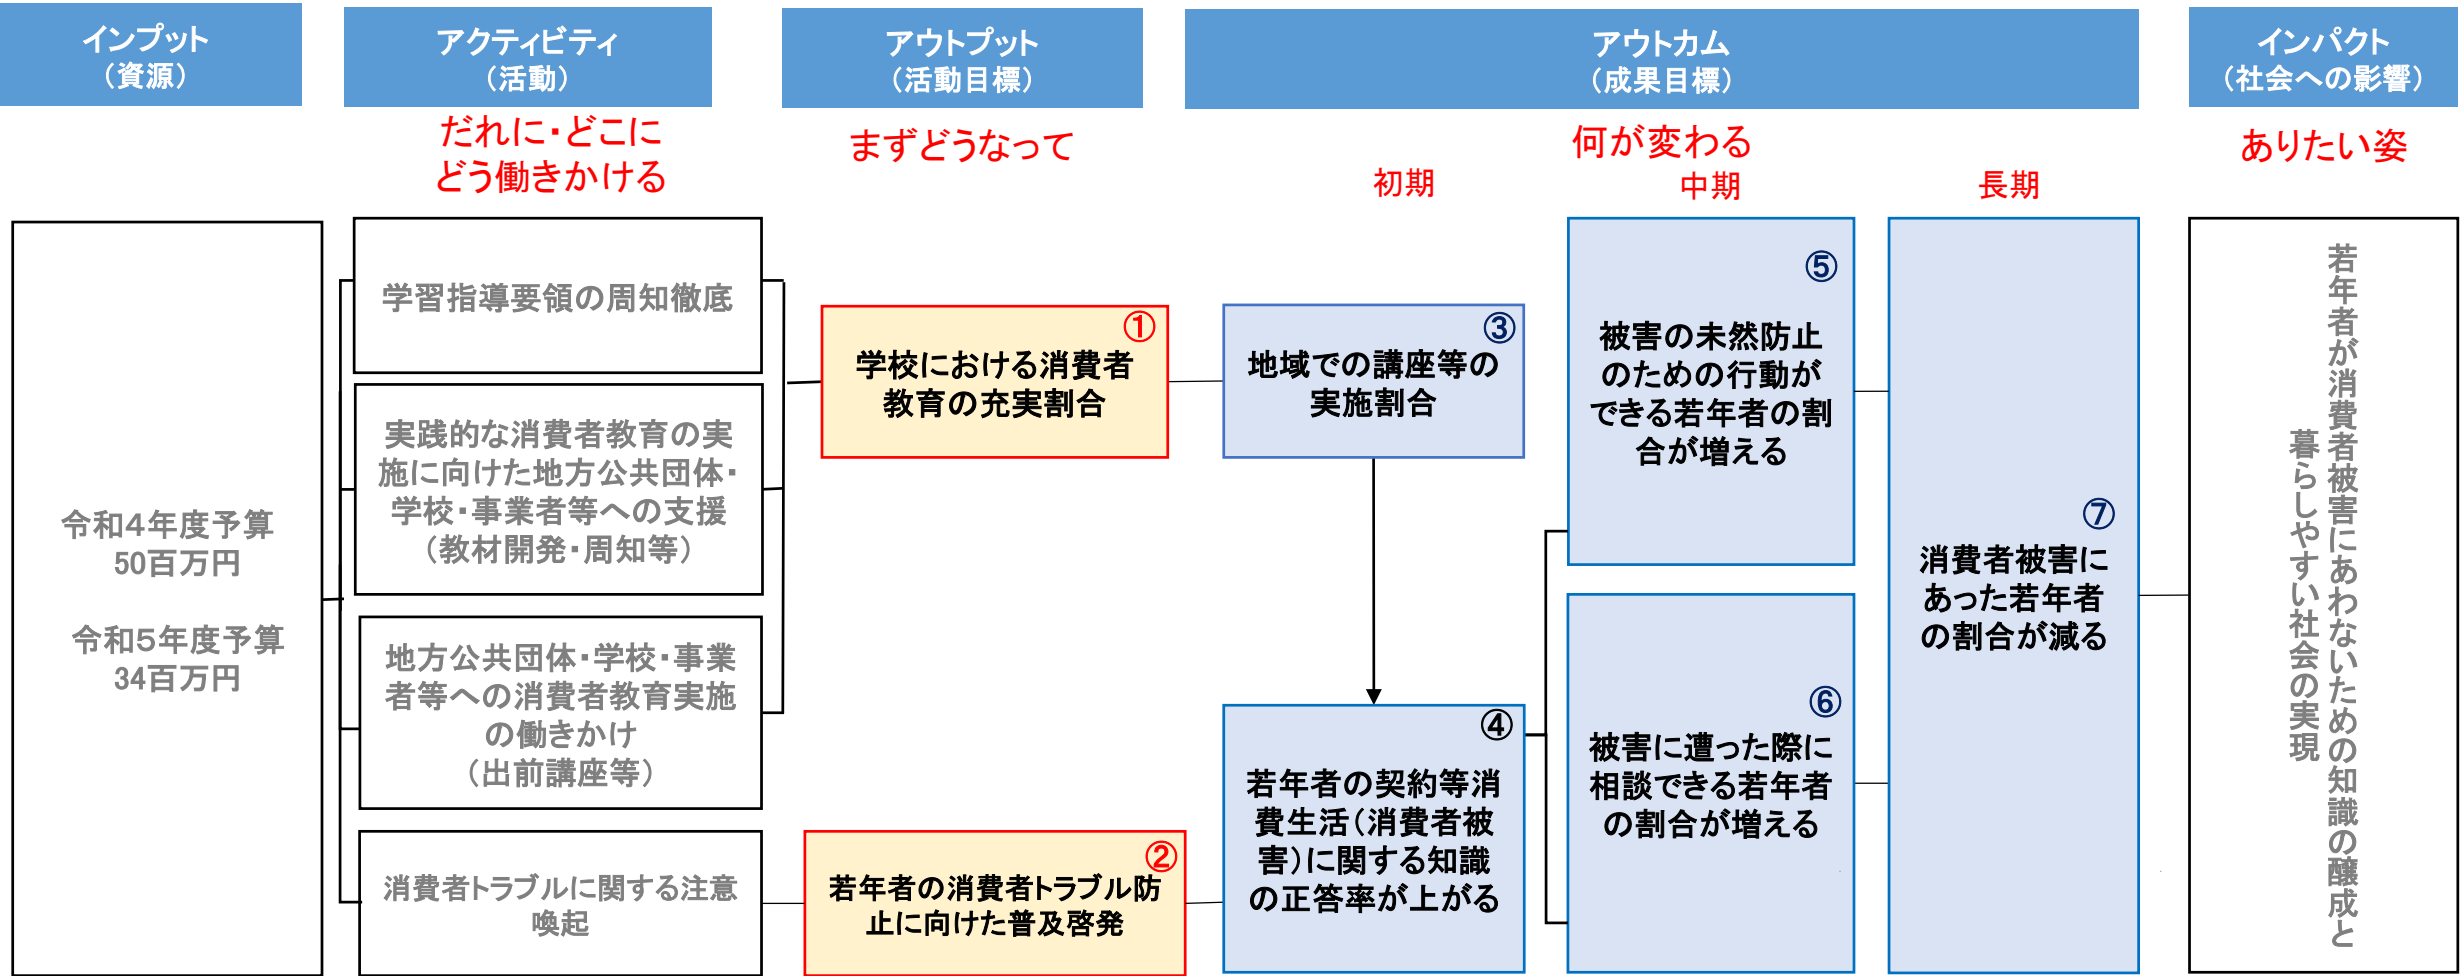 インプット
（資源）
アクティビティ
（活動）
アウトプット
（活動目標）
アウトカム
（成果目標）
インパクト
（社会への影響）
だれに・どこに
どう働きかける
まずどうなって
何が変わる
初期
中期
長期
ありたい姿
令和４年度予算
50百万円
令和５年度予算
34百万円
学習指導要領の周知徹底
実践的な消費者教育の実
施に向けた地方公共団体・
学校・事業者等への支援
（教材開発・周知等）
地方公共団体・学校・事業
者等への消費者教育実施
の働きかけ
（出前講座等）
消費者トラブルに関する注意
喚起
①
学校における消費者
教育の充実割合
②
若年者の消費者トラブル防
止に向けた普及啓発
③
地域での講座等の
実施割合
④
若年者の契約等消
費生活（消費者被
害）に関する知識
の正答率が上がる
⑤
被害の未然防止
のための行動が
できる若年者の割
合が増える
⑥
被害に遭った際に
相談できる若年者
の割合が増える
⑦
消費者被害に
あった若年者
の割合が減る
若年者が消費者被害にあわないための知識の醸成と
暮らしやすい社会の実現